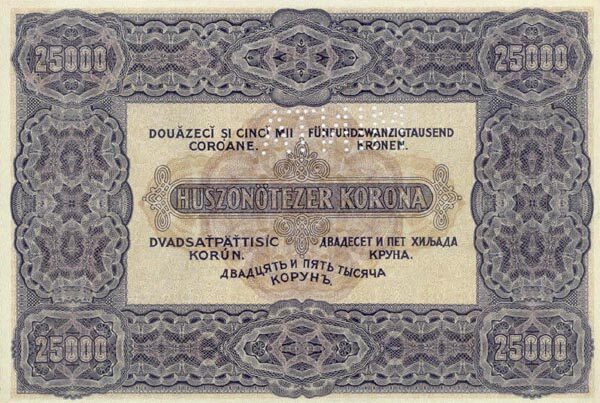 25000
25000
DOUĂZECĬ ȘI CINCĬ MII
COROANE.
FÜNFUNDZWANZIGTAUSEND
KRONEN.
HUSZONÖTEZER KORONA
DVADSATPÄTTISÍC
KORÚN.
ДВАДЕСЕТ И ПЕТ ХИЉАДА
КРУНА.
ДВАДЦЯТЬ И ПЯТЬ ТЫСЯЧА
КОРУНЪ.
25000
25000